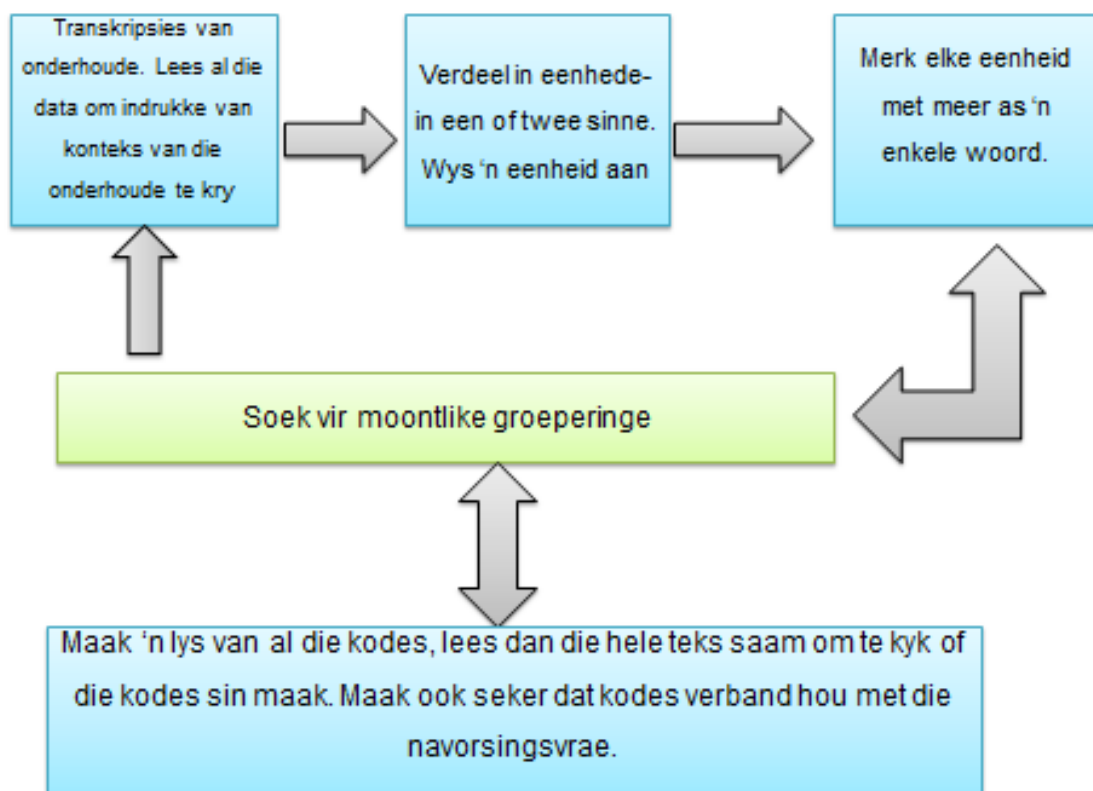 Transkripsies van
onderhoude. Lees al die
data om indrukke van
konteks van die
onderhoude te kry
Verdeel in eenhede-
in een of twee sinne.
Wys ‘n eenheid aan
Merk elke eenheid
met meer as ‘n
enkele woord.
Soek vir moontlike groeperinge
Maak ‘n lys van al die kodes, lees dan die hele teks saam om te kyk of
die kodes sin maak. Maak ook seker dat kodes verband hou met die
navorsingsvrae.